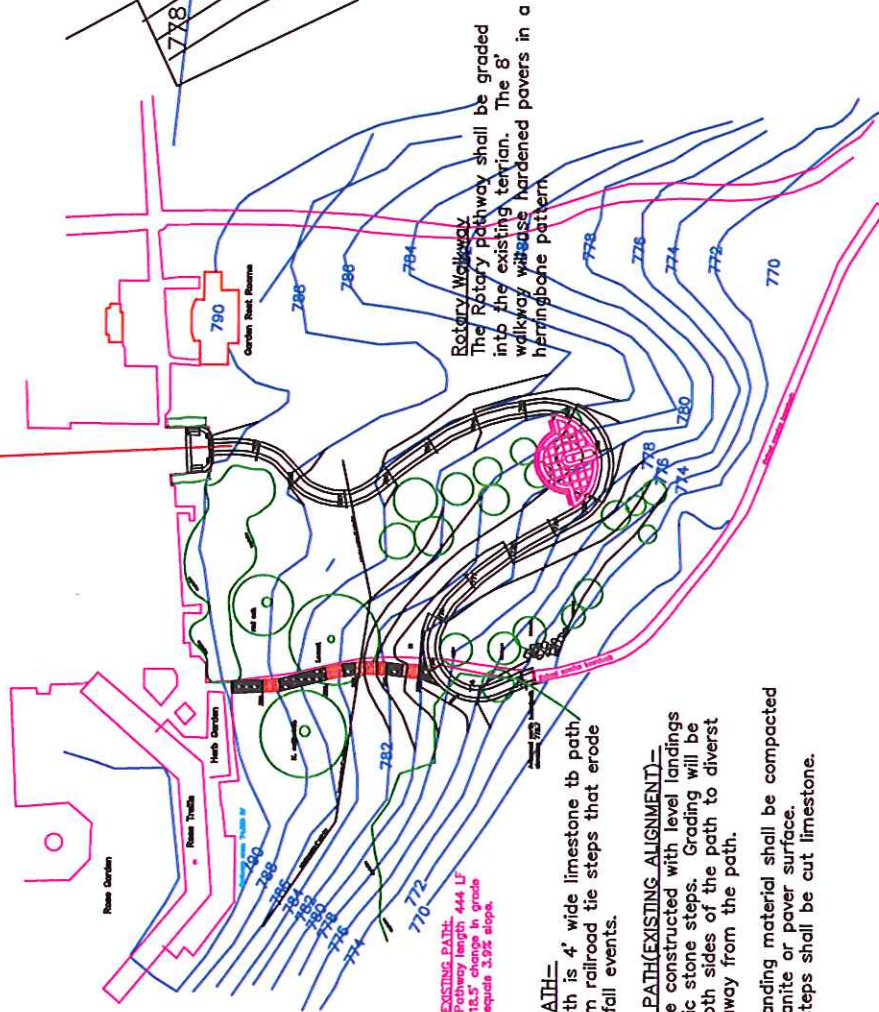 778
Rotary Walkway
The Rotary pathway shall be graded
into the existing terrian. The 8'
walkway will use hardened pavers in a
herringbone pattern.
790
Garden Rest Rooms
788
786
784
778
776
774
772
770
780
778
776
774
Rose Garden
Rose Trellis
Herb Garden
red oak
Locust
782
790
788
786
784
782
780
778
776
774
772
770
EXISTING PATH:
Pathway length 444 LF
18.5' change in grade
equals 3.9% slope.
ATH-
th is 4' wide limestone tb path
m railroad tie steps that erode
fall events.
PATH(EXISTING ALIGNMENT)-
e constructed with level landings
ic stone steps. Grading will be
oth sides of the path to diverst
way from the path.
anding material shall be compacted
anite or paver surface.
teps shall be cut limestone.